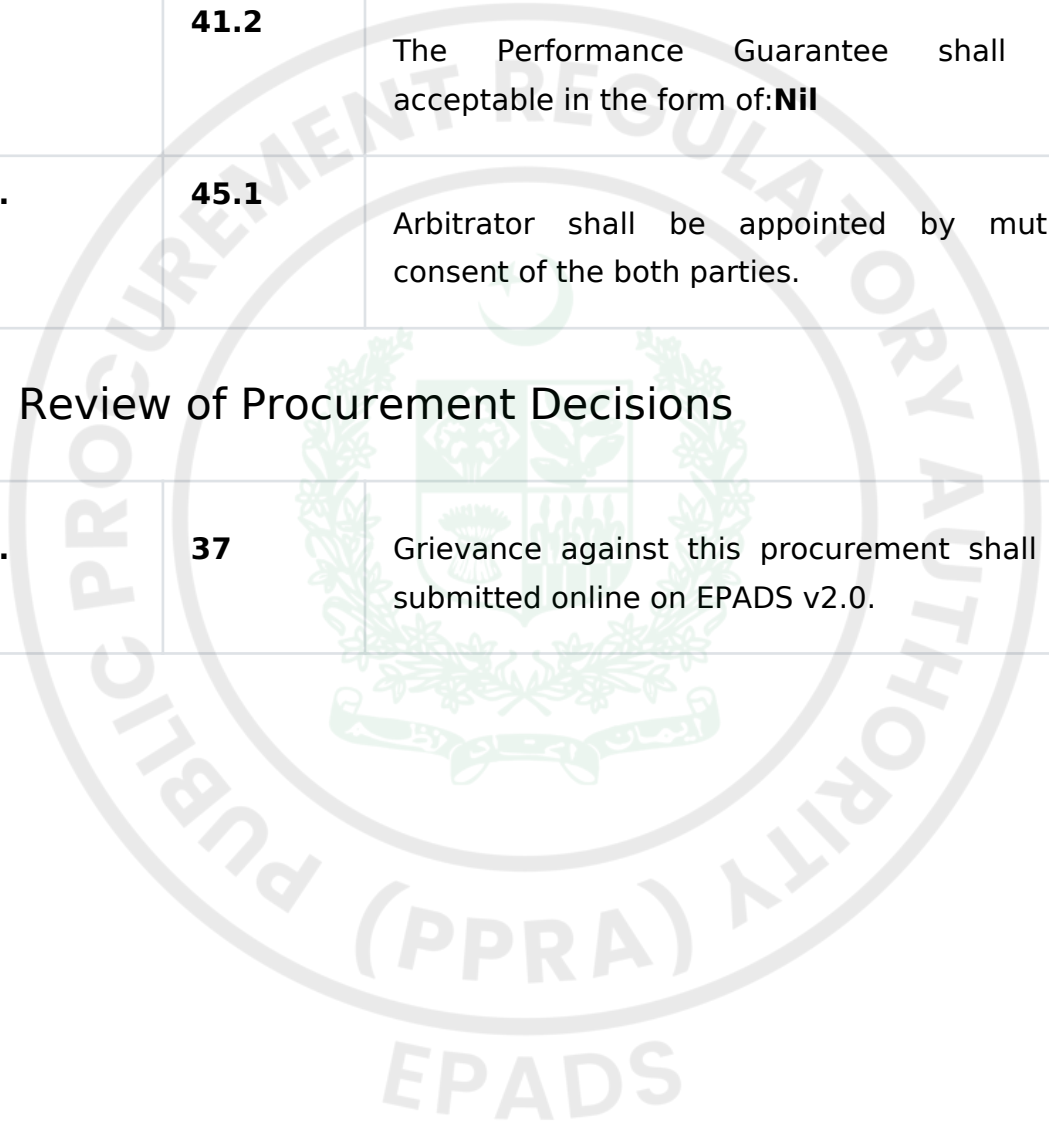 41.2
The Performance Guarantee shall
acceptable in the form of:Nil
. 45.1
Arbitrator shall be appointed by mut
consent of the both parties.
Review of Procurement Decisions
. 37 Grievance against this procurement shall
submitted online on EPADS v2.0.
PUBLIC PROCUREMENT REGULATORY AUTHORITY
(PPRA)
EPADS